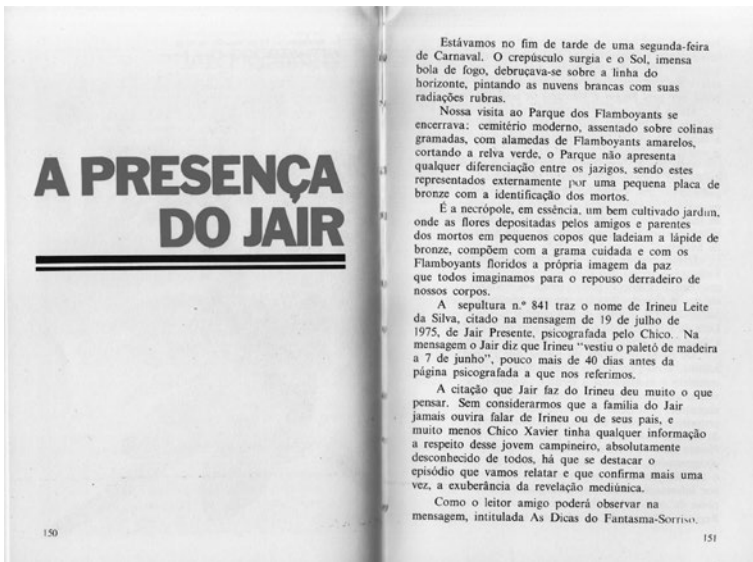 A PRESENÇA
DO JAIR
150
Estávamos no fim de tarde de uma segunda-feira
de Carnaval. O crepúsculo surgia e o Sol, imensa
bola de fogo, debruçava-se sobre a linha do
horizonte, pintando as nuvens brancas com suas
radiações rubras.
Nossa visita ao Parque dos Flamboyants se
encerrava: cemitério moderno, assentado sobre colinas
gramadas, com alamedas de Flamboyants amarelos,
cortando a relva verde, o Parque não apresenta
qualquer diferenciação entre os jazigos, sendo estes
representados externamente por uma pequena placa de
bronze com a identificação dos mortos.
É a necrópole, em essência, um bem cultivado jardim,
onde as flores depositadas pelos amigos e parentes
dos mortos em pequenos copos que ladeiam a lápide de
bronze, compõem com a grama cuidada e com os
Flamboyants floridos a própria imagem da paz
que todos imaginamos para o repouso derradeiro de
nossos corpos.
A sepultura n.º 841 traz o nome de Irineu Leite
da Silva, citado na mensagem de 19 de julho de
1975, de Jair Presente, psicografada pelo Chico. Na
mensagem o Jair diz que Irineu "vestiu o paletó de madeira
a 7 de junho", pouco mais de 40 dias antes da
página psicografada a que nos referimos.
A citação que Jair faz do Irineu deu muito o que
pensar. Sem considerarmos que a família do Jair
jamais ouvira falar de Irineu ou de seus pais, e
muito menos Chico Xavier tinha qualquer informação
a respeito desse jovem campineiro, absolutamente
desconhecido de todos, há que se destacar o
episódio que vamos relatar e que confirma mais uma
vez, a exuberância da revelação mediúnica.
Como o leitor amigo poderá observar na
mensagem, intitulada As Dicas do Fantasma-Sorriso,
151